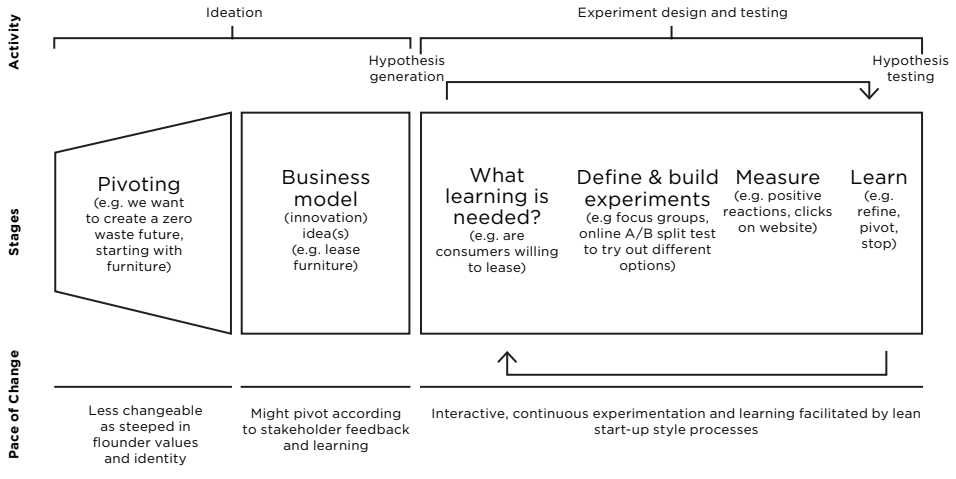 Activity
Ideation
Experiment design and testing
Hypothesis
generation
Hypothesis
testing
Stages
Pivoting
(e.g. we want
to create a zero
waste future,
starting with
furniture)
Business
model
(innovation)
idea(s)
(e.g. lease
furniture)
What
learning is
needed?
(e.g. are
consumers willing
to lease)
Define & build
experiments
(e.g focus groups,
online A/B split test
to try out different
options)
Measure
(e.g. positive
reactions, clicks
on website)
Learn
(e.g.
refine,
pivot,
stop)
Pace of Change
Less changeable
as steeped in
flounder values
and identity
Might pivot according
to stakeholder feedback
and learning
Interactive, continuous experimentation and learning facilitated by lean
start-up style processes